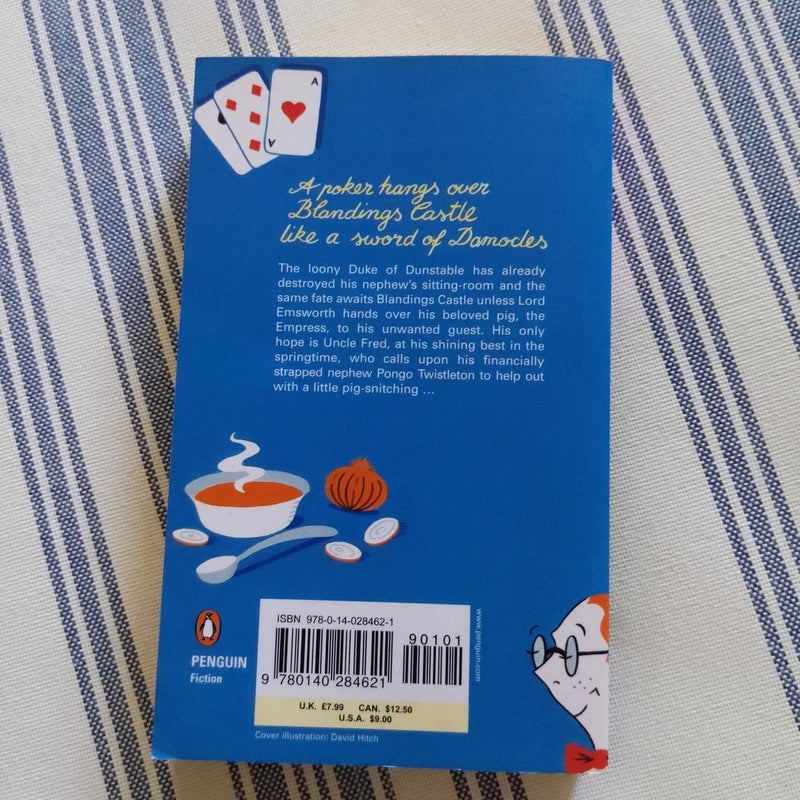 A
A
A poker hangs over
Blandings Castle
like a sword of Damocles
The loony Duke of Dunstable has already
destroyed his nephew's sitting-room and the
same fate awaits Blandings Castle unless Lord
Emsworth hands over his beloved pig, the
Empress, to his unwanted guest. His only
hope is Uncle Fred, at his shining best in the
springtime, who calls upon his financially
strapped nephew Pongo Twistleton to help out
with a little pig-snitching ...
PENGUIN
Fiction
ISBN 978-0-14-028462-1
90101
9 780140 284621
U.K. £7.99 CAN. $12.50
U.S.A. $9.00
www.penguin.com
Cover illustration: David Hitch